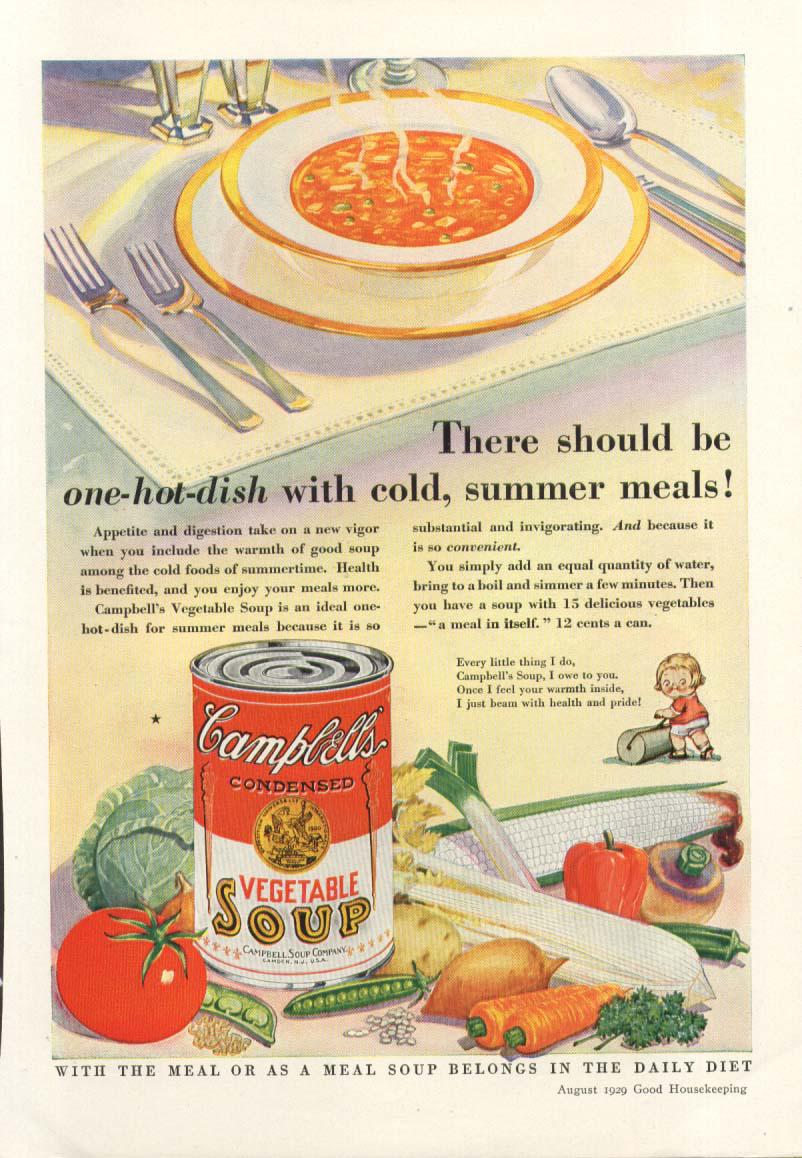 There should be
one-hot-dish with cold, summer meals!
Appetite and digestion take on a new vigor
when you include the warmth of good soup
among the cold foods of summertime. Health
is benefited, and you enjoy your meals more.
Campbell's Vegetable Soup is an ideal one-
hot-dish for summer meals because it is so
substantial and invigorating. And because it
is so convenient.
You simply add an equal quantity of water,
bring to a boil and simmer a few minutes. Then
you have a soup with 15 delicious vegetables
—“a meal in itself.” 12 cents a can.
Every little thing I do,
Campbell's Soup, I owe to you.
Once I feel your warmth inside,
I just beam with health and pride!
Campbell's
CONDENSED
1900
VEGETABLE
SOUP
CAMPBELL SOUP COMPANY
CAMDEN, N.J., U.S.A.
WITH THE MEAL OR AS A MEAL SOUP BELONGS IN THE DAILY DIET
August 1929 Good Housekeeping